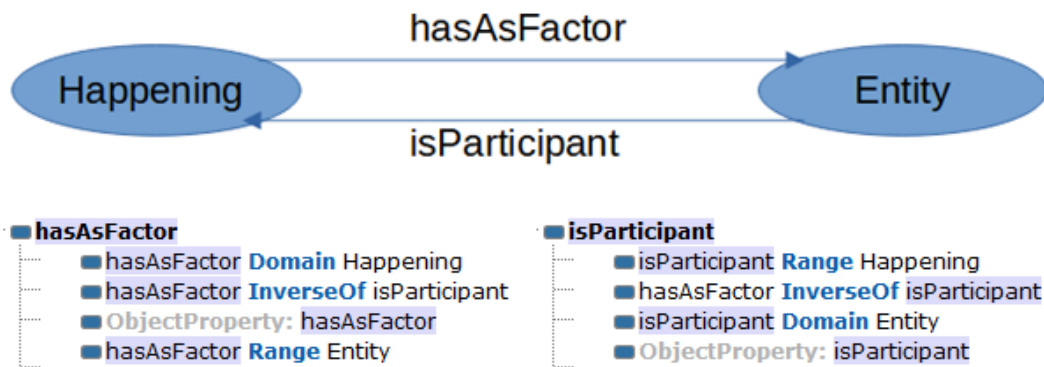 hasAsFactor
Happening
Entity
isParticipant
hasAsFactor
hasAsFactor Domain Happening
hasAsFactor InverseOf isParticipant
ObjectProperty: hasAsFactor
hasAsFactor Range Entity
isParticipant
isParticipant Range Happening
hasAsFactor InverseOf isParticipant
isParticipant Domain Entity
ObjectProperty: isParticipant